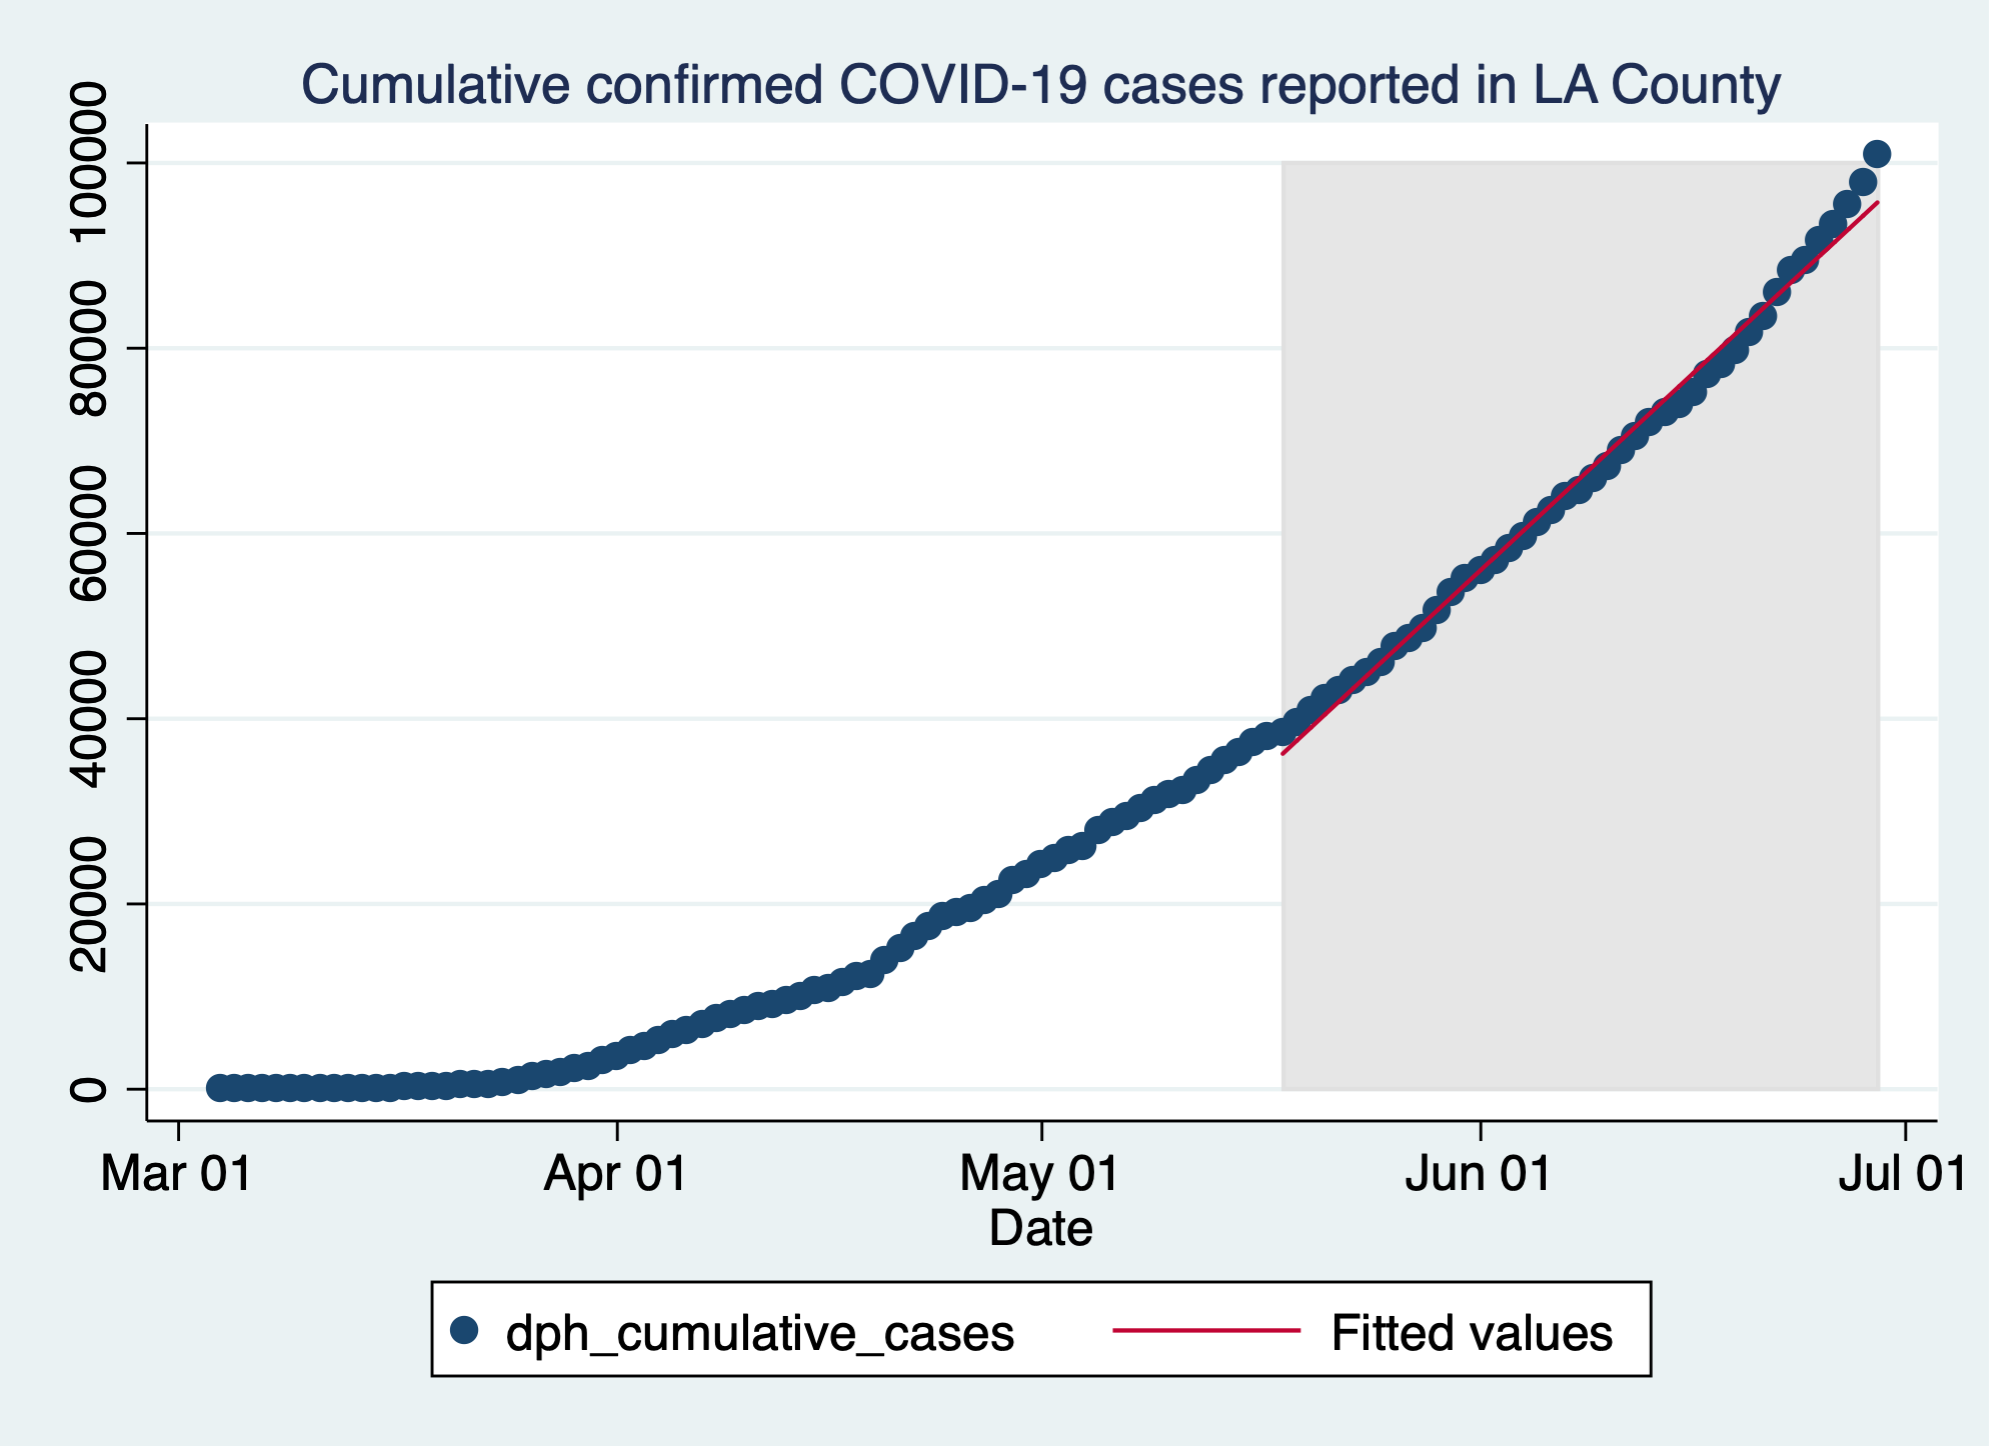 Cumulative confirmed COVID-19 cases reported in LA County
100000
80000
60000
40000
20000
0
Mar 01 Apr 01 May 01 Jun 01 Jul 01
Date
dph_cumulative_cases Fitted values